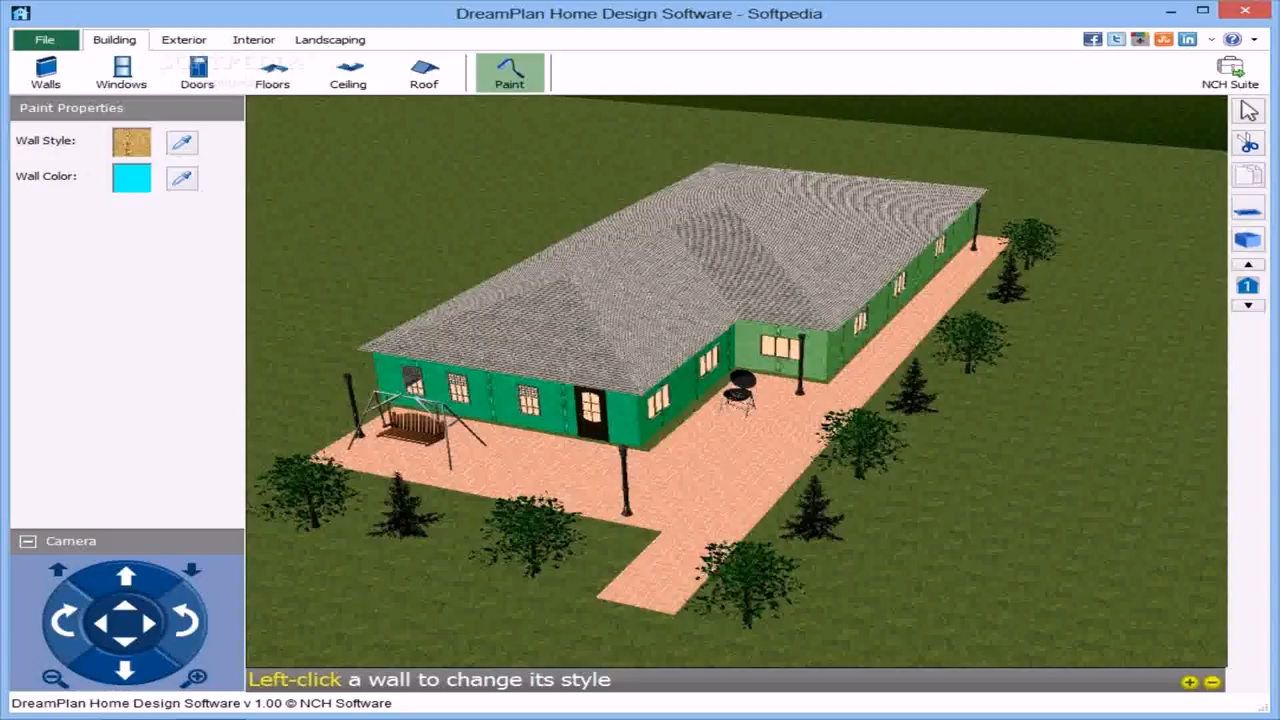 DreamPlan Home Design Software - Softpedia
File Building Exterior Interior Landscaping
Walls Windows Doors Floors Ceiling Roof Paint NCH Suite
Paint Properties
Wall Style:
Wall Color:
1
Camera
Left-click a wall to change its style
DreamPlan Home Design Software v 1.00 © NCH Software